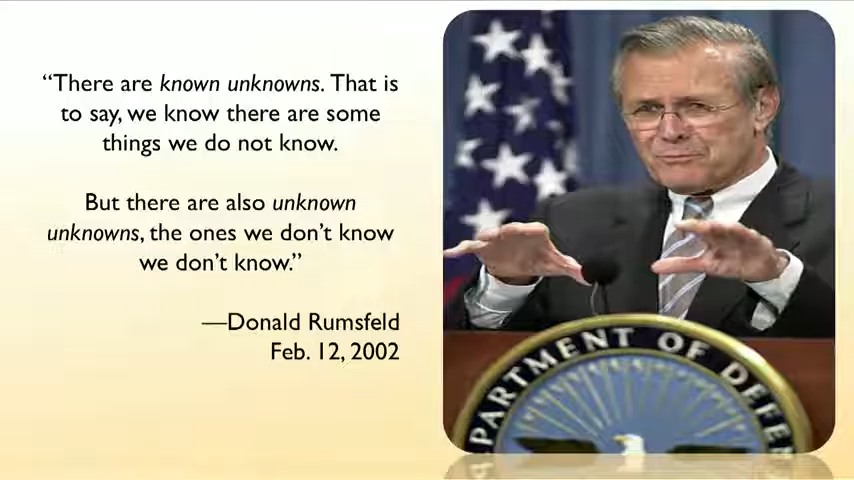 “There are known unknowns. That is
to say, we know there are some
things we do not know.
But there are also unknown
unknowns, the ones we don’t know
we don’t know.”
—Donald Rumsfeld
Feb. 12, 2002
DEPARTMENT OF DEFENSE